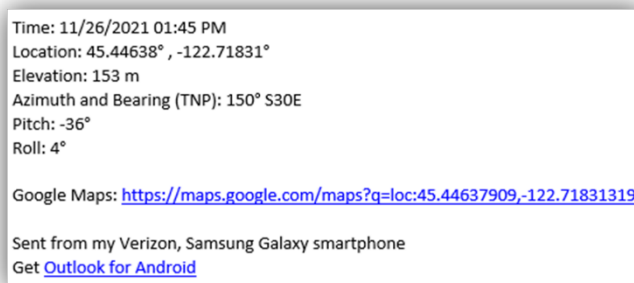 Time: 11/26/2021 01:45 PM
Location: 45.44638° , -122.71831°
Elevation: 153 m
Azimuth and Bearing (TNP): 150° S30E
Pitch: -36°
Roll: 4°
Google Maps: https://maps.google.com/maps?q=loc:45.44637909,-122.71831319
Sent from my Verizon, Samsung Galaxy smartphone
Get Outlook for Android